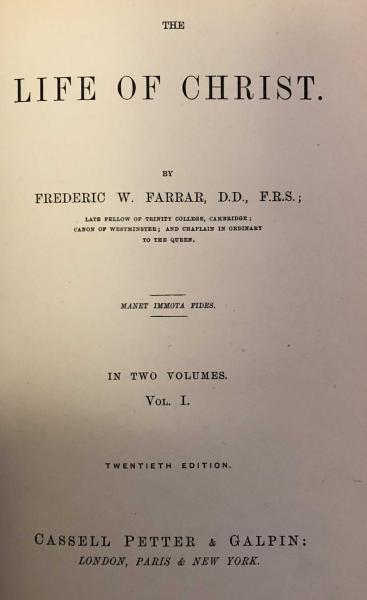 THE
LIFE OF CHRIST.
BY
FREDERIC W. FARRAR, D.D., F.R.S.;
LATE FELLOW OF TRINITY COLLEGE, CAMBRIDGE;
CANON OF WESTMINSTER; AND CHAPLAIN IN ORDINARY
TO THE QUEEN.
MANET IMMOTA FIDES.
IN TWO VOLUMES.
VOL. I.
TWENTIETH EDITION.
CASSELL PETTER & GALPIN:
LONDON, PARIS & NEW YORK.